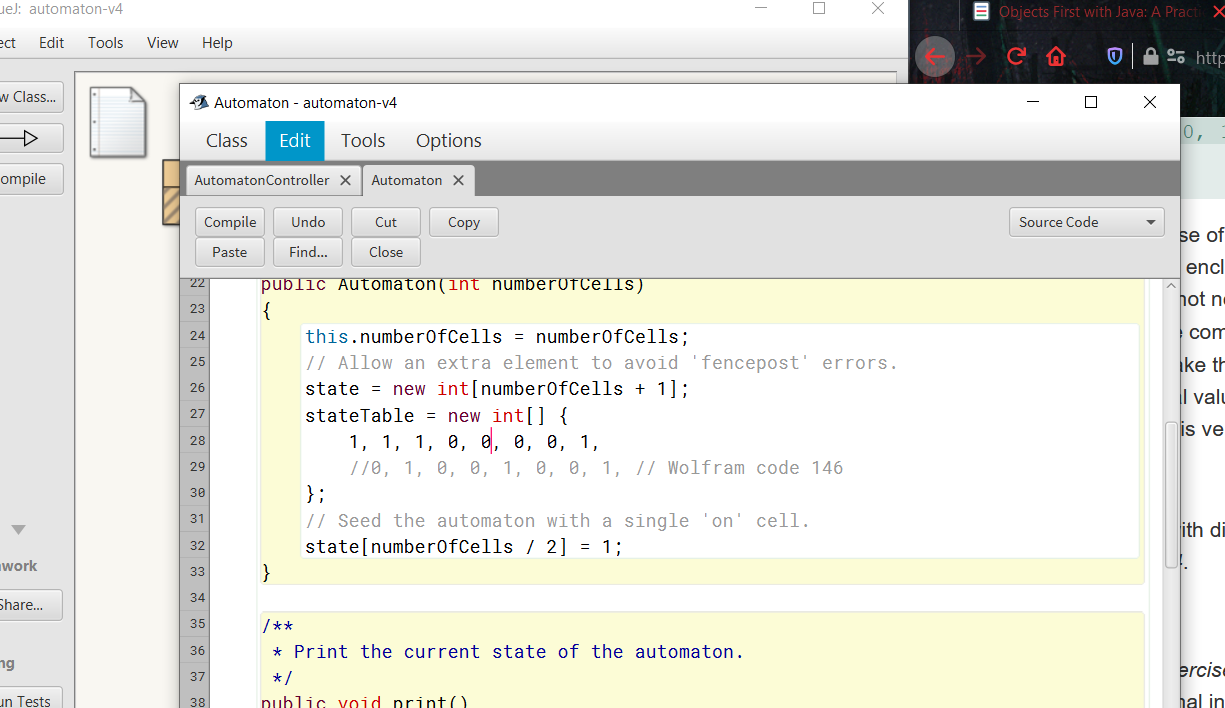 ueJ: automaton-v4
Objects First with Java: A Pract
ect Edit Tools View Help
http
w Class...
ompile
Automaton - automaton-v4
Class Edit Tools Options
AutomatonController Automaton
Compile Undo Cut Copy
Source Code
Paste Find... Close
22 public Automaton(int numberOfCells)
23 {
24 this.numberOfCells = numberOfCells;
25 // Allow an extra element to avoid 'fencepost' errors.
26 state = new int[numberOfCells + 1];
27 stateTable = new int[] {
28 1, 1, 1, 0, 0, 0, 0, 1,
29 //0, 1, 0, 0, 1, 0, 0, 1, // Wolfram code 146
30 };
31 // Seed the automaton with a single 'on' cell.
32 state[numberOfCells / 2] = 1;
33 }
34
35 /**
36 * Print the current state of the automaton.
37 */
38 public void print()
work
Share...
ng
un Tests
0, 1
se of
encl
not n
com
ake th
l valu
is ve
ith di
ercise
nal in